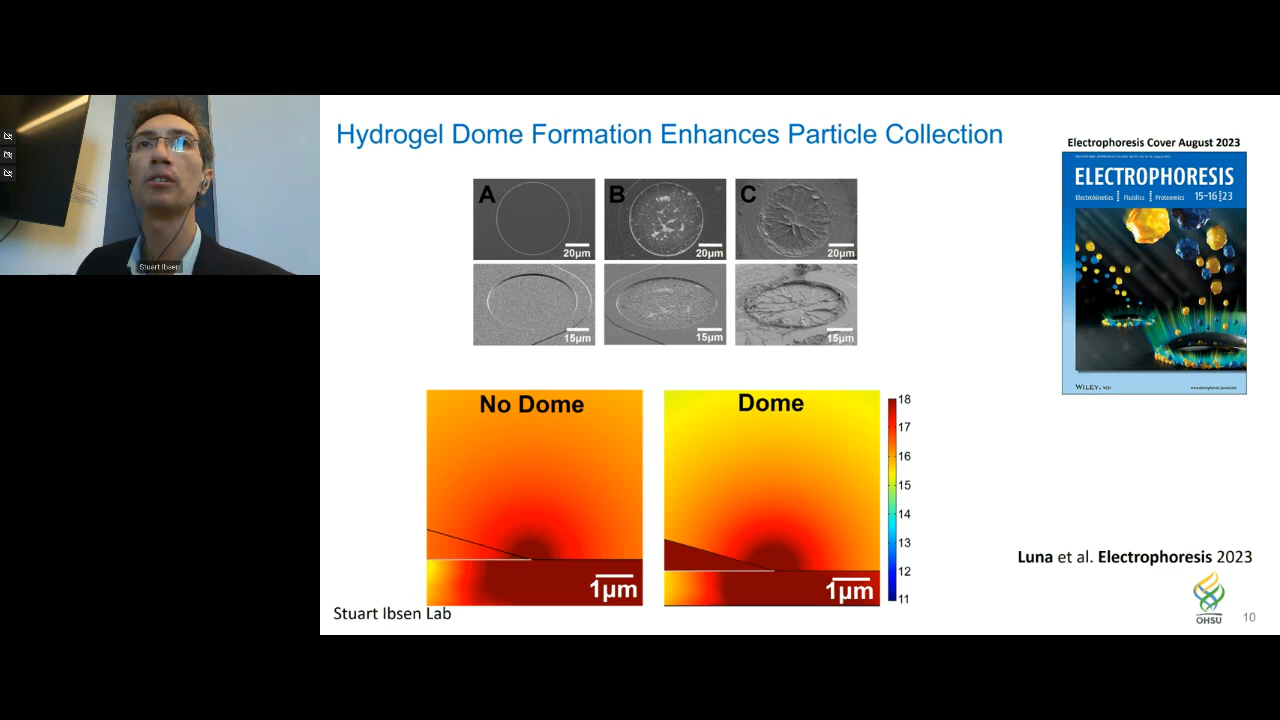 Stuart Ibsen
Hydrogel Dome Formation Enhances Particle Collection
A
20µm
B
20µm
C
20µm
15µm
15µm
15µm
No Dome
1µm
Dome
1µm
18
17
16
15
14
13
12
11
Electrophoresis Cover August 2023
ELECTROPHORESIS
Electrokinetics Fluidics Proteomics 15–16 23
WILEY-VCH
Luna et al. Electrophoresis 2023
Stuart Ibsen Lab
OHSU
10